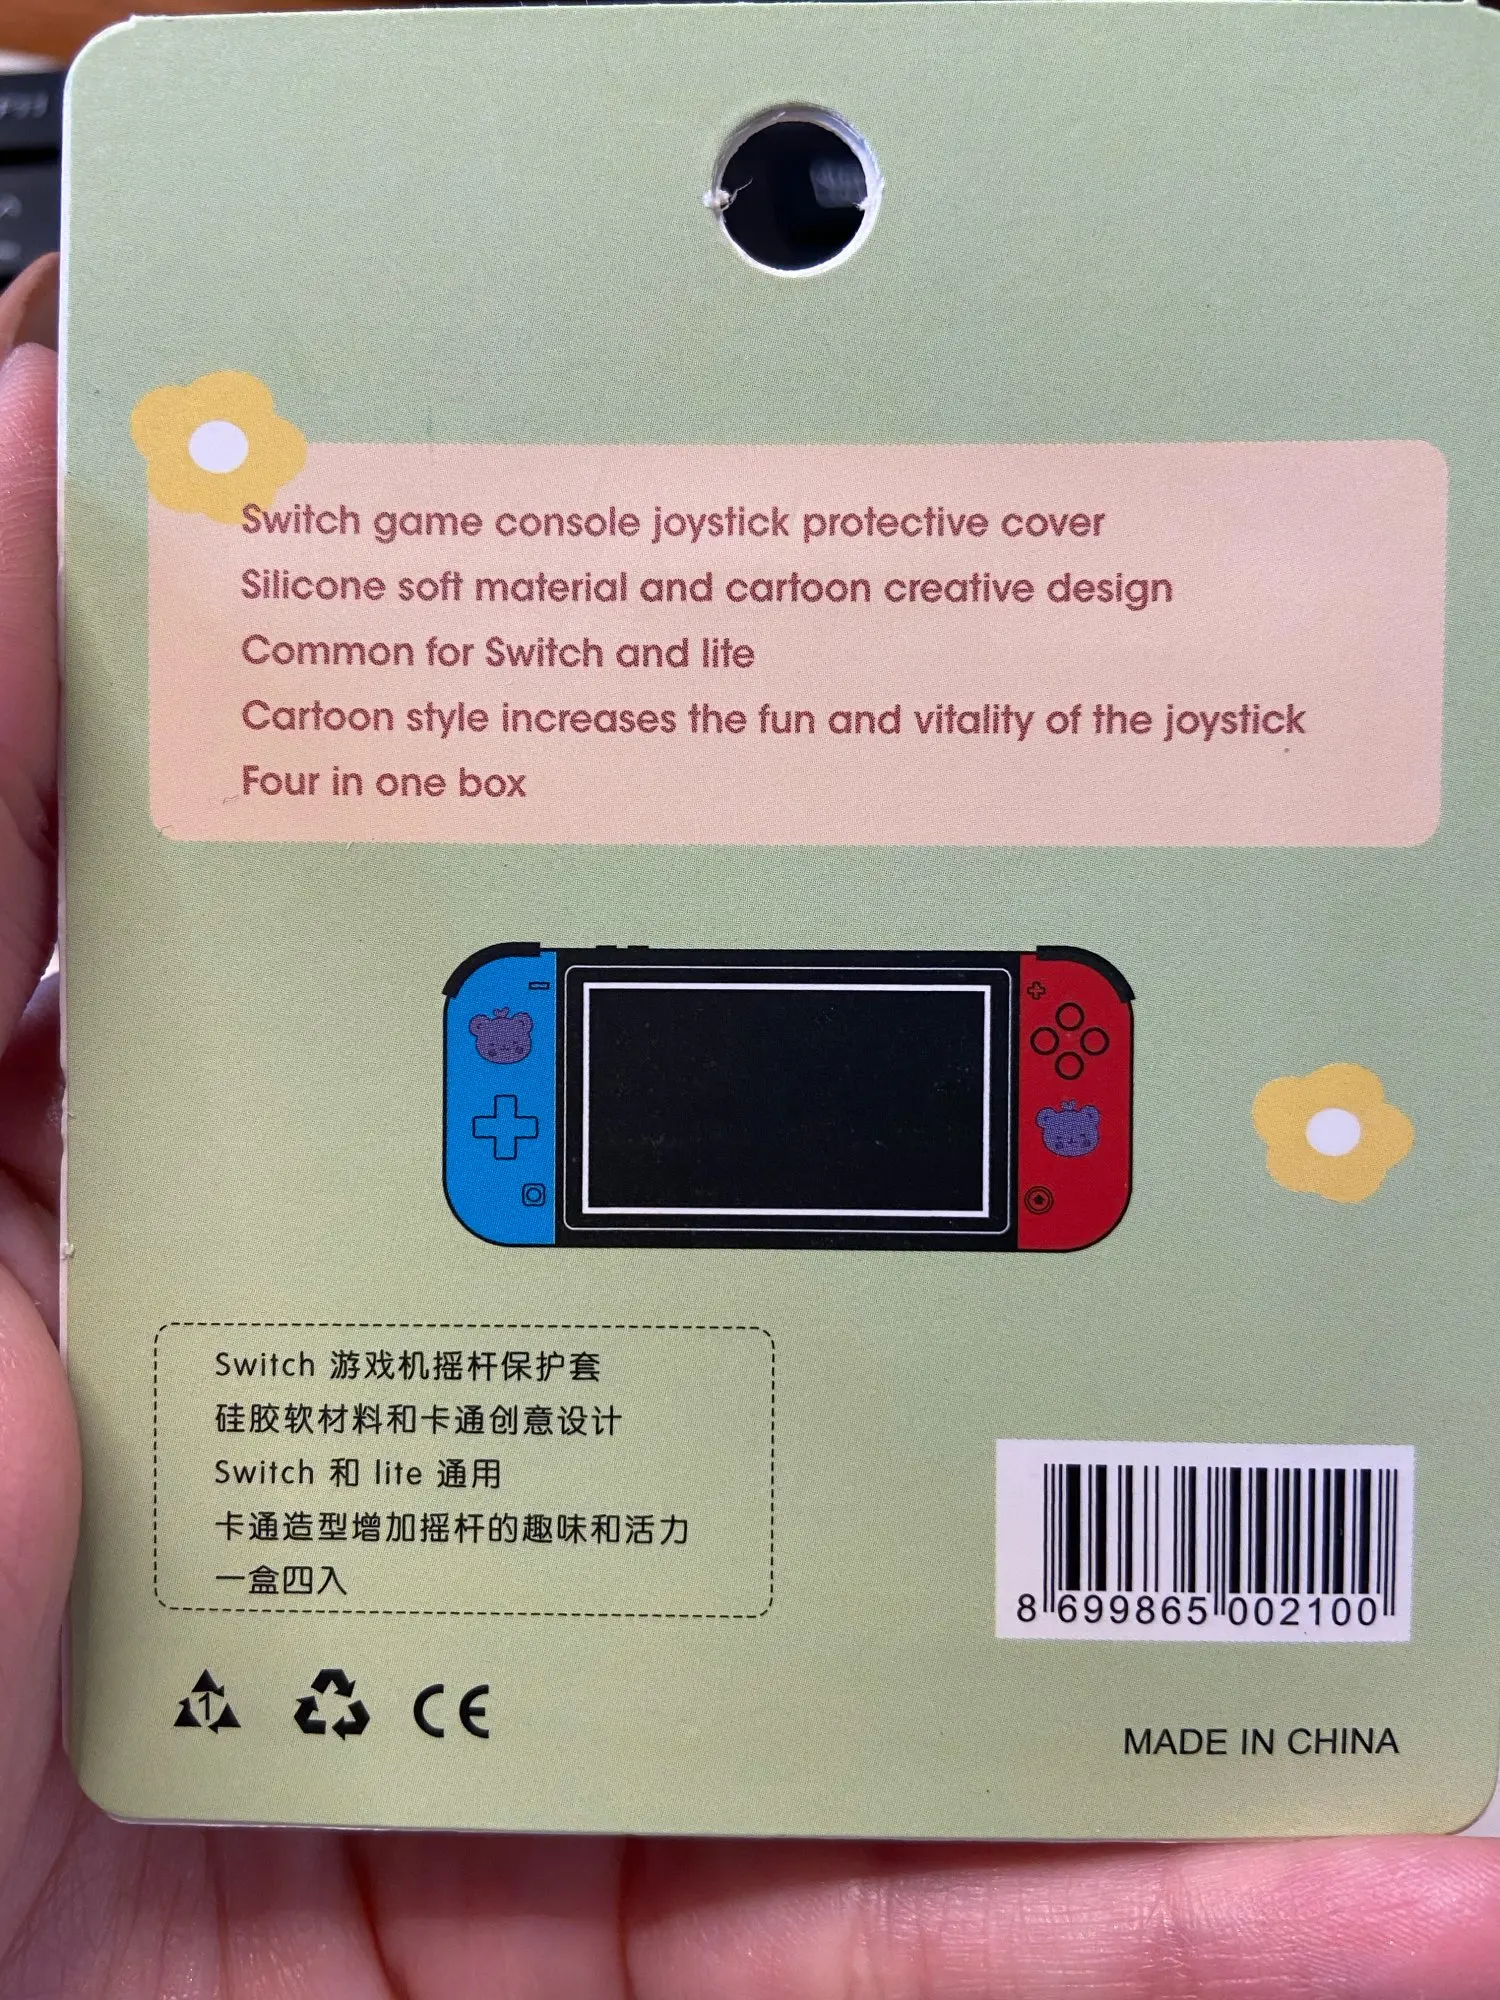 Switch game console joystick protective cover
Silicone soft material and cartoon creative design
Common for Switch and lite
Cartoon style increases the fun and vitality of the joystick
Four in one box
Switch 游戏机摇杆保护套
硅胶软材料和卡通创意设计
Switch 和 lite 通用
卡通造型增加摇杆的趣味和活力
一盒四入
8 699865 002100
1
CE
MADE IN CHINA